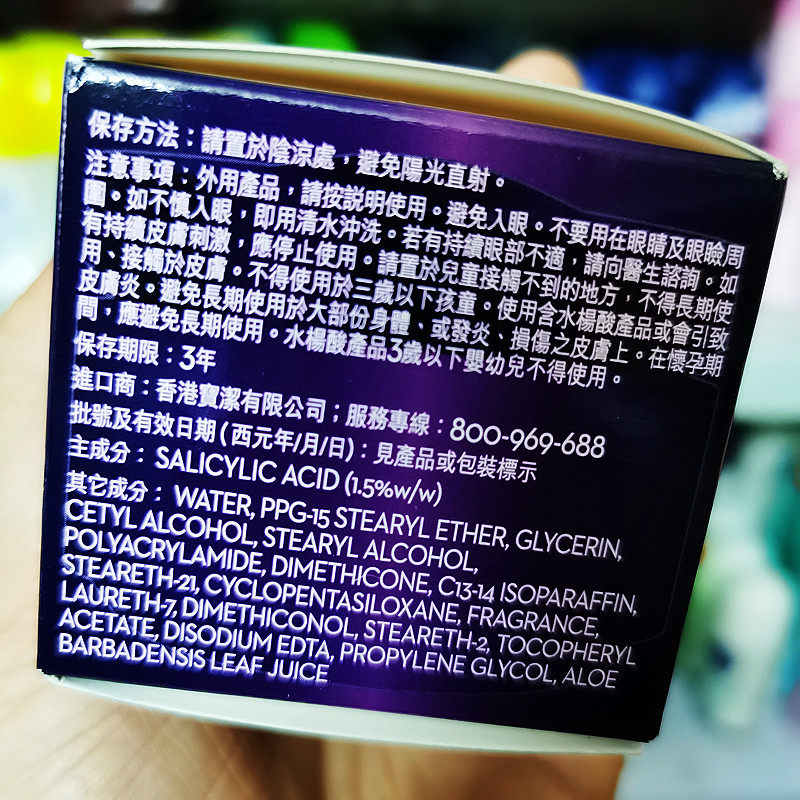 保存方法：請置於陰涼處，避免陽光直射。
注意事項：外用產品，請按說明使用。避免入眼。不要用在眼睛及眼瞼周
圍。如不慎入眼，即用清水沖洗。若有持續眼部不適，請向醫生諮詢。如
有持續皮膚刺激，應停止使用。請置於兒童接觸不到的地方，不得長期使
用、接觸於皮膚。不得使用於三歲以下孩童。使用含水楊酸產品或會引致
皮膚炎。避免長期使用於大部份身體、或發炎、損傷之皮膚上。在懷孕期
間，應避免長期使用。水楊酸產品3歲以下嬰幼兒不得使用。
保存期限：3年
進口商：香港寶潔有限公司；服務專線：800-969-688
批號及有效日期(西元年/月/日)：見產品或包裝標示
主成分： SALICYLIC ACID (1.5%w/w)
其它成分： WATER, PPG-15 STEARYL ETHER, GLYCERIN,
CETYL ALCOHOL, STEARYL ALCOHOL,
POLYACRYLAMIDE, DIMETHICONE, C13-14 ISOPARAFFIN,
STEARETH-21, CYCLOPENTASILOXANE, FRAGRANCE,
LAURETH-7, DIMETHICONOL, STEARETH-2, TOCOPHERYL
ACETATE, DISODIUM EDTA, PROPYLENE GLYCOL, ALOE
BARBADENSIS LEAF JUICE